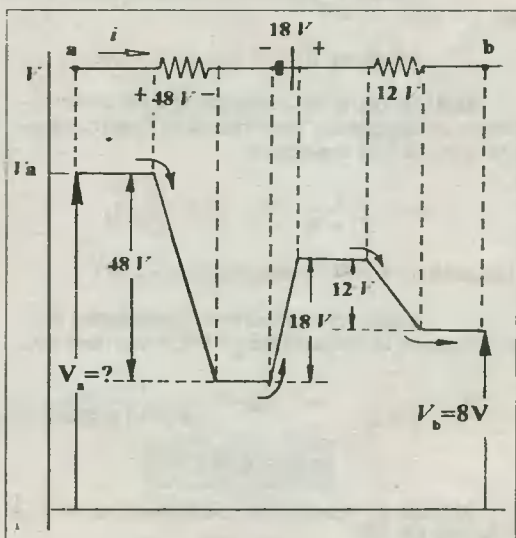 18 V
a i - + b
V
+ 48 V - 12 V
Va
48 V
12 V
18 V
Va=?
Vb=8V